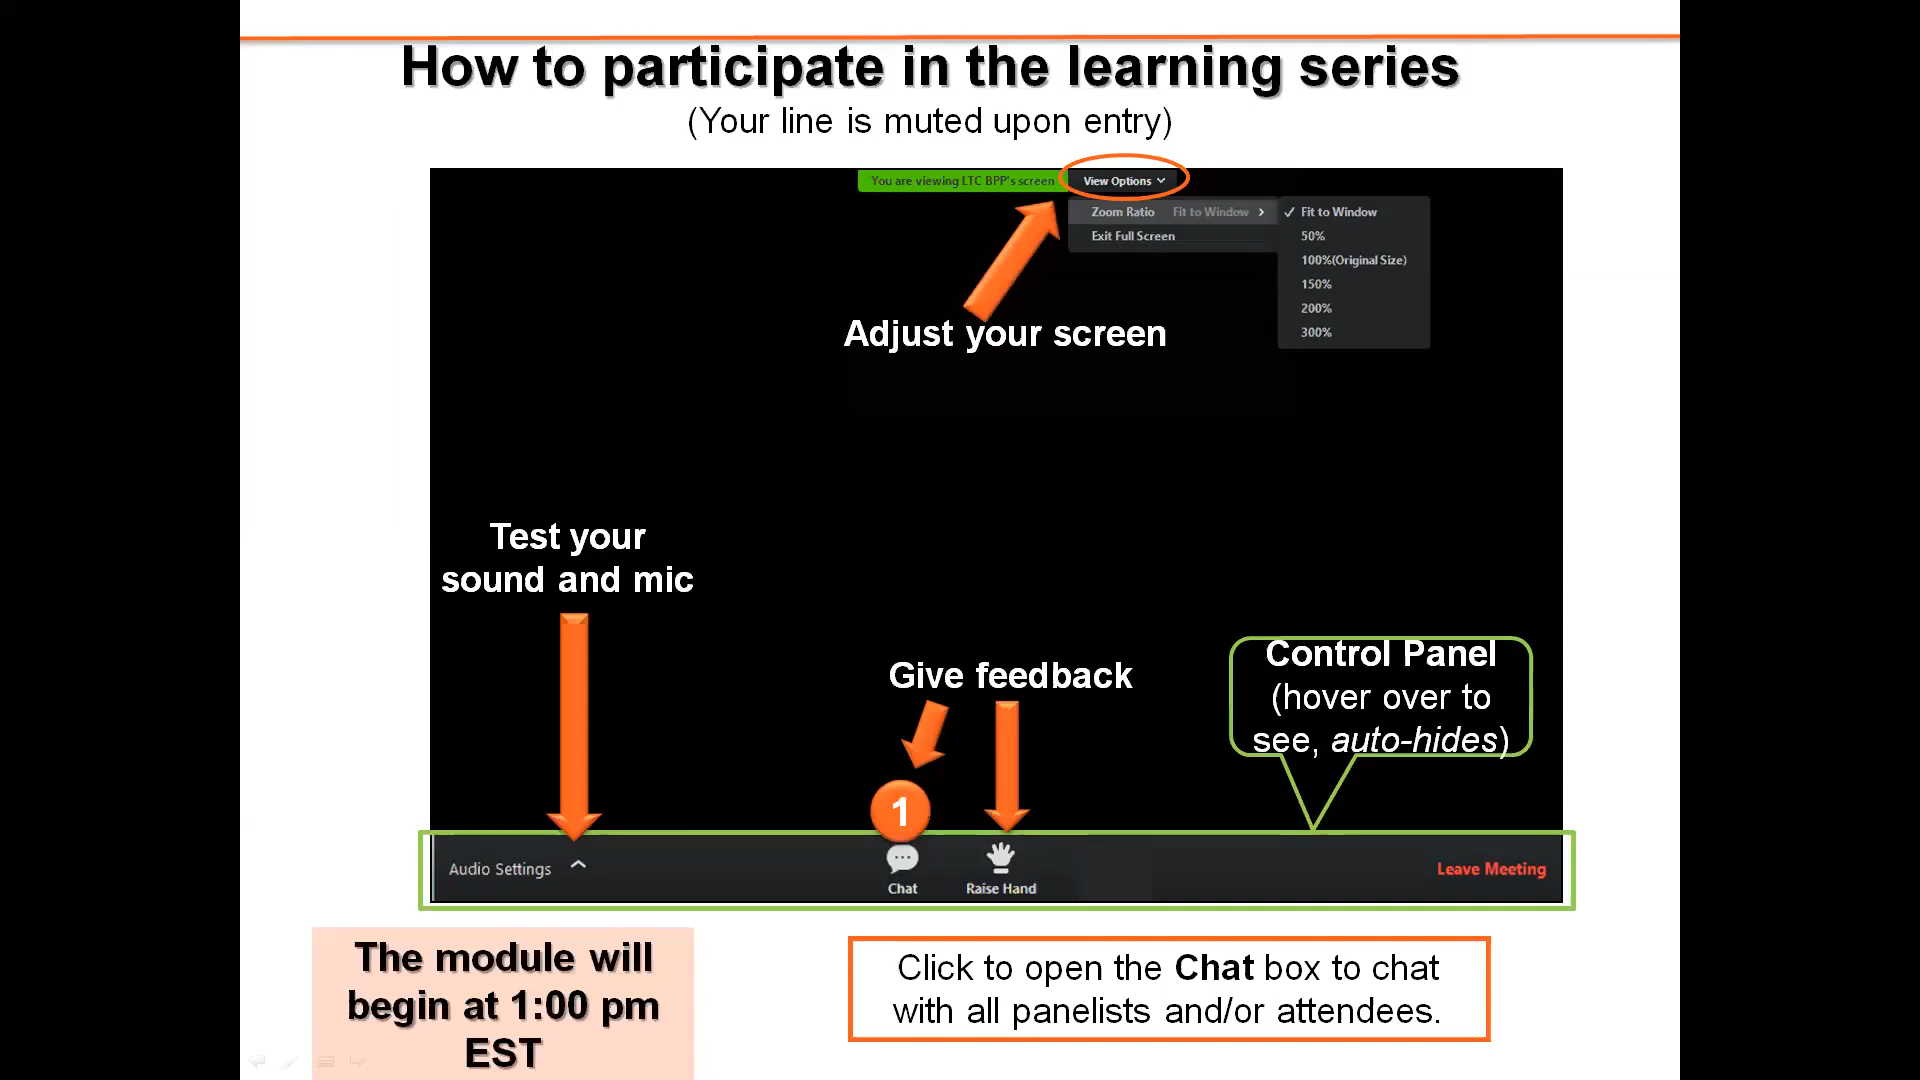 How to participate in the learning series
(Your line is muted upon entry)
You are viewing LTC BPP's screen
View Options
Zoom Ratio Fit to Window
Exit Full Screen
Fit to Window
50%
100%(Original Size)
150%
200%
300%
Adjust your screen
Test your
sound and mic
Give feedback
Control Panel
(hover over to
see, auto-hides)
1
Audio Settings
Chat
Raise Hand
Leave Meeting
The module will
begin at 1:00 pm
EST
Click to open the Chat box to chat
with all panelists and/or attendees.